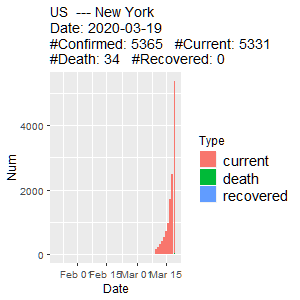 US --- New York
Date: 2020-03-19
#Confirmed: 5365 #Current: 5331
#Death: 34 #Recovered: 0
Type
current
death
recovered
Num
4000
2000
0
Feb 01 Feb 15 Mar 01 Mar 15
Date